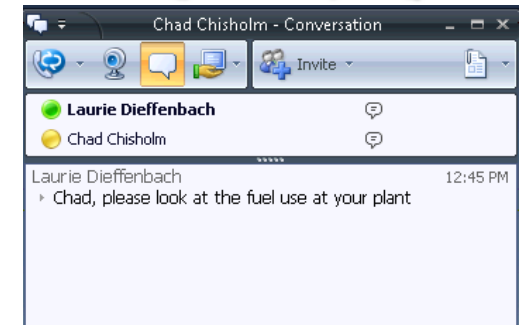 Chad Chisholm - Conversation
Invite
Laurie Dieffenbach
Chad Chisholm
Laurie Dieffenbach 12:45 PM
Chad, please look at the fuel use at your plant